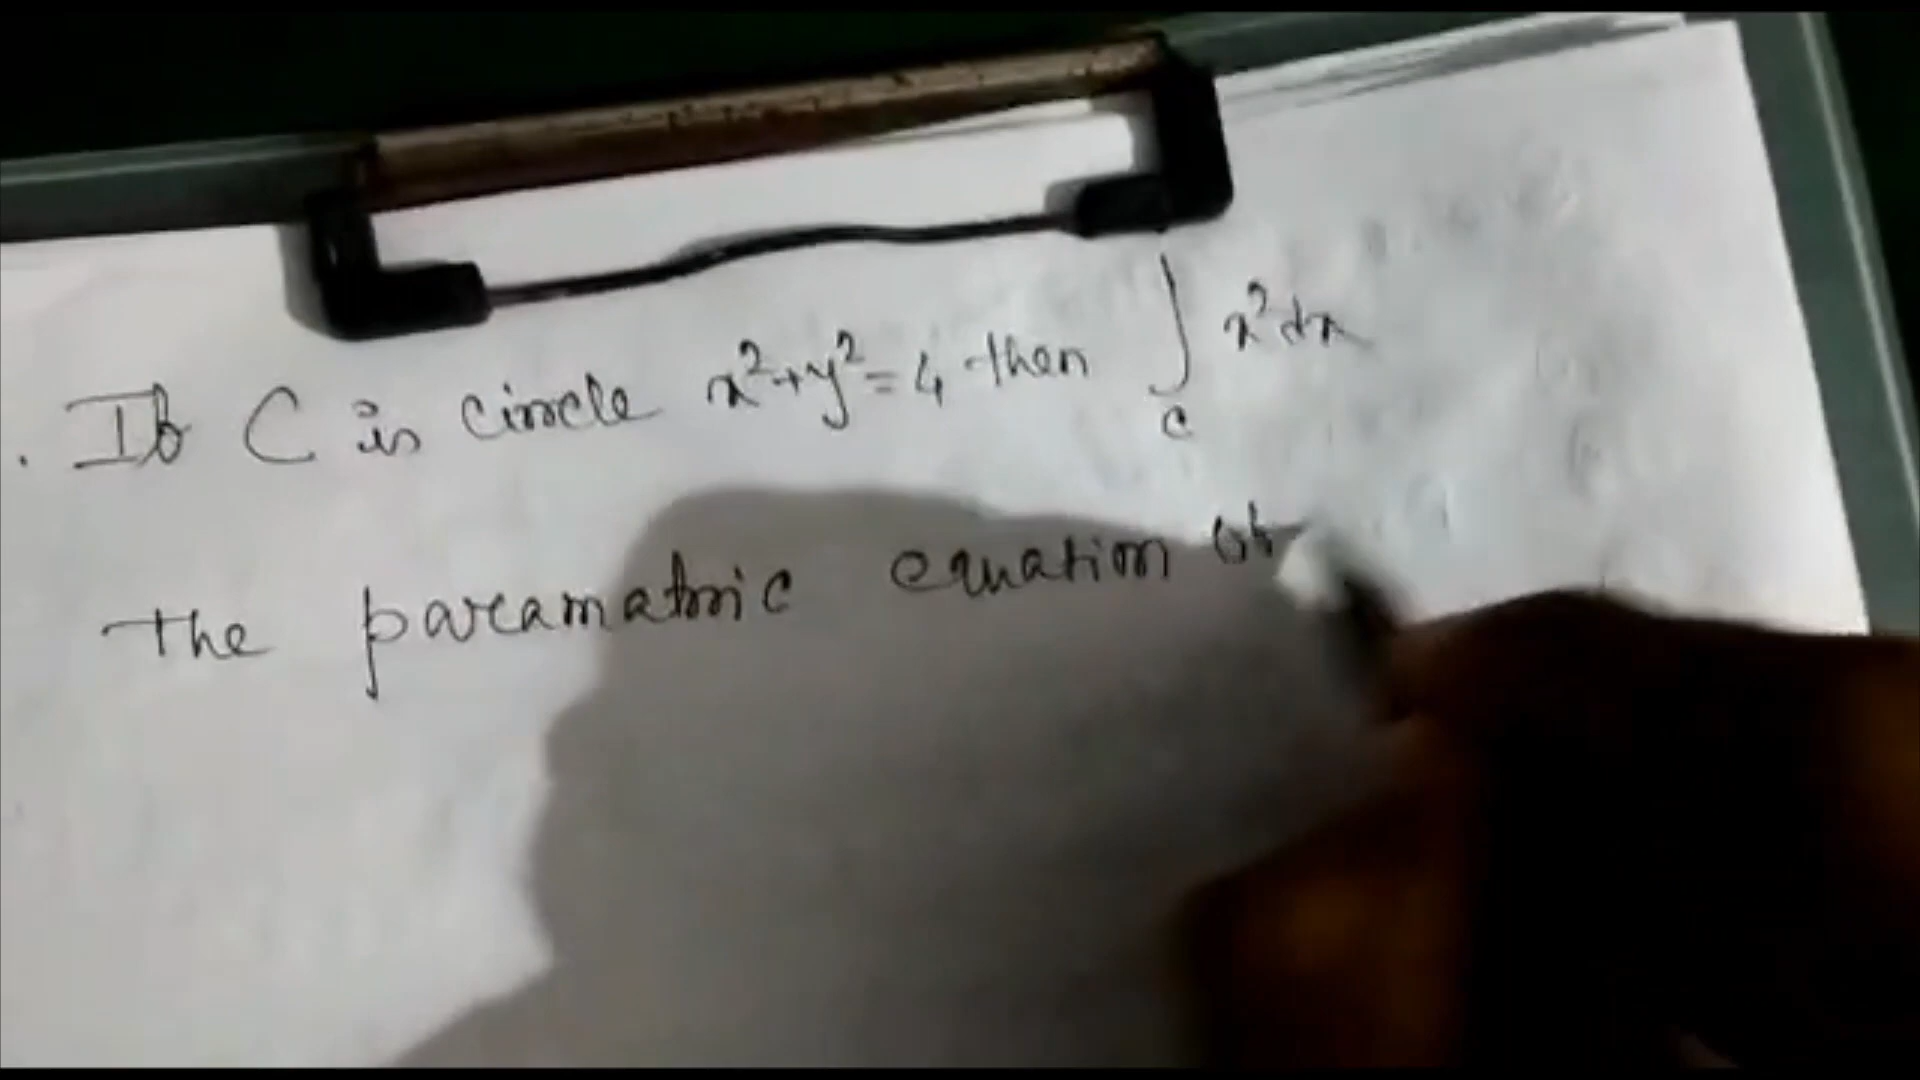 . If C is circle x²+y²=4 then ∫_C x²dx
The paramatric equation of